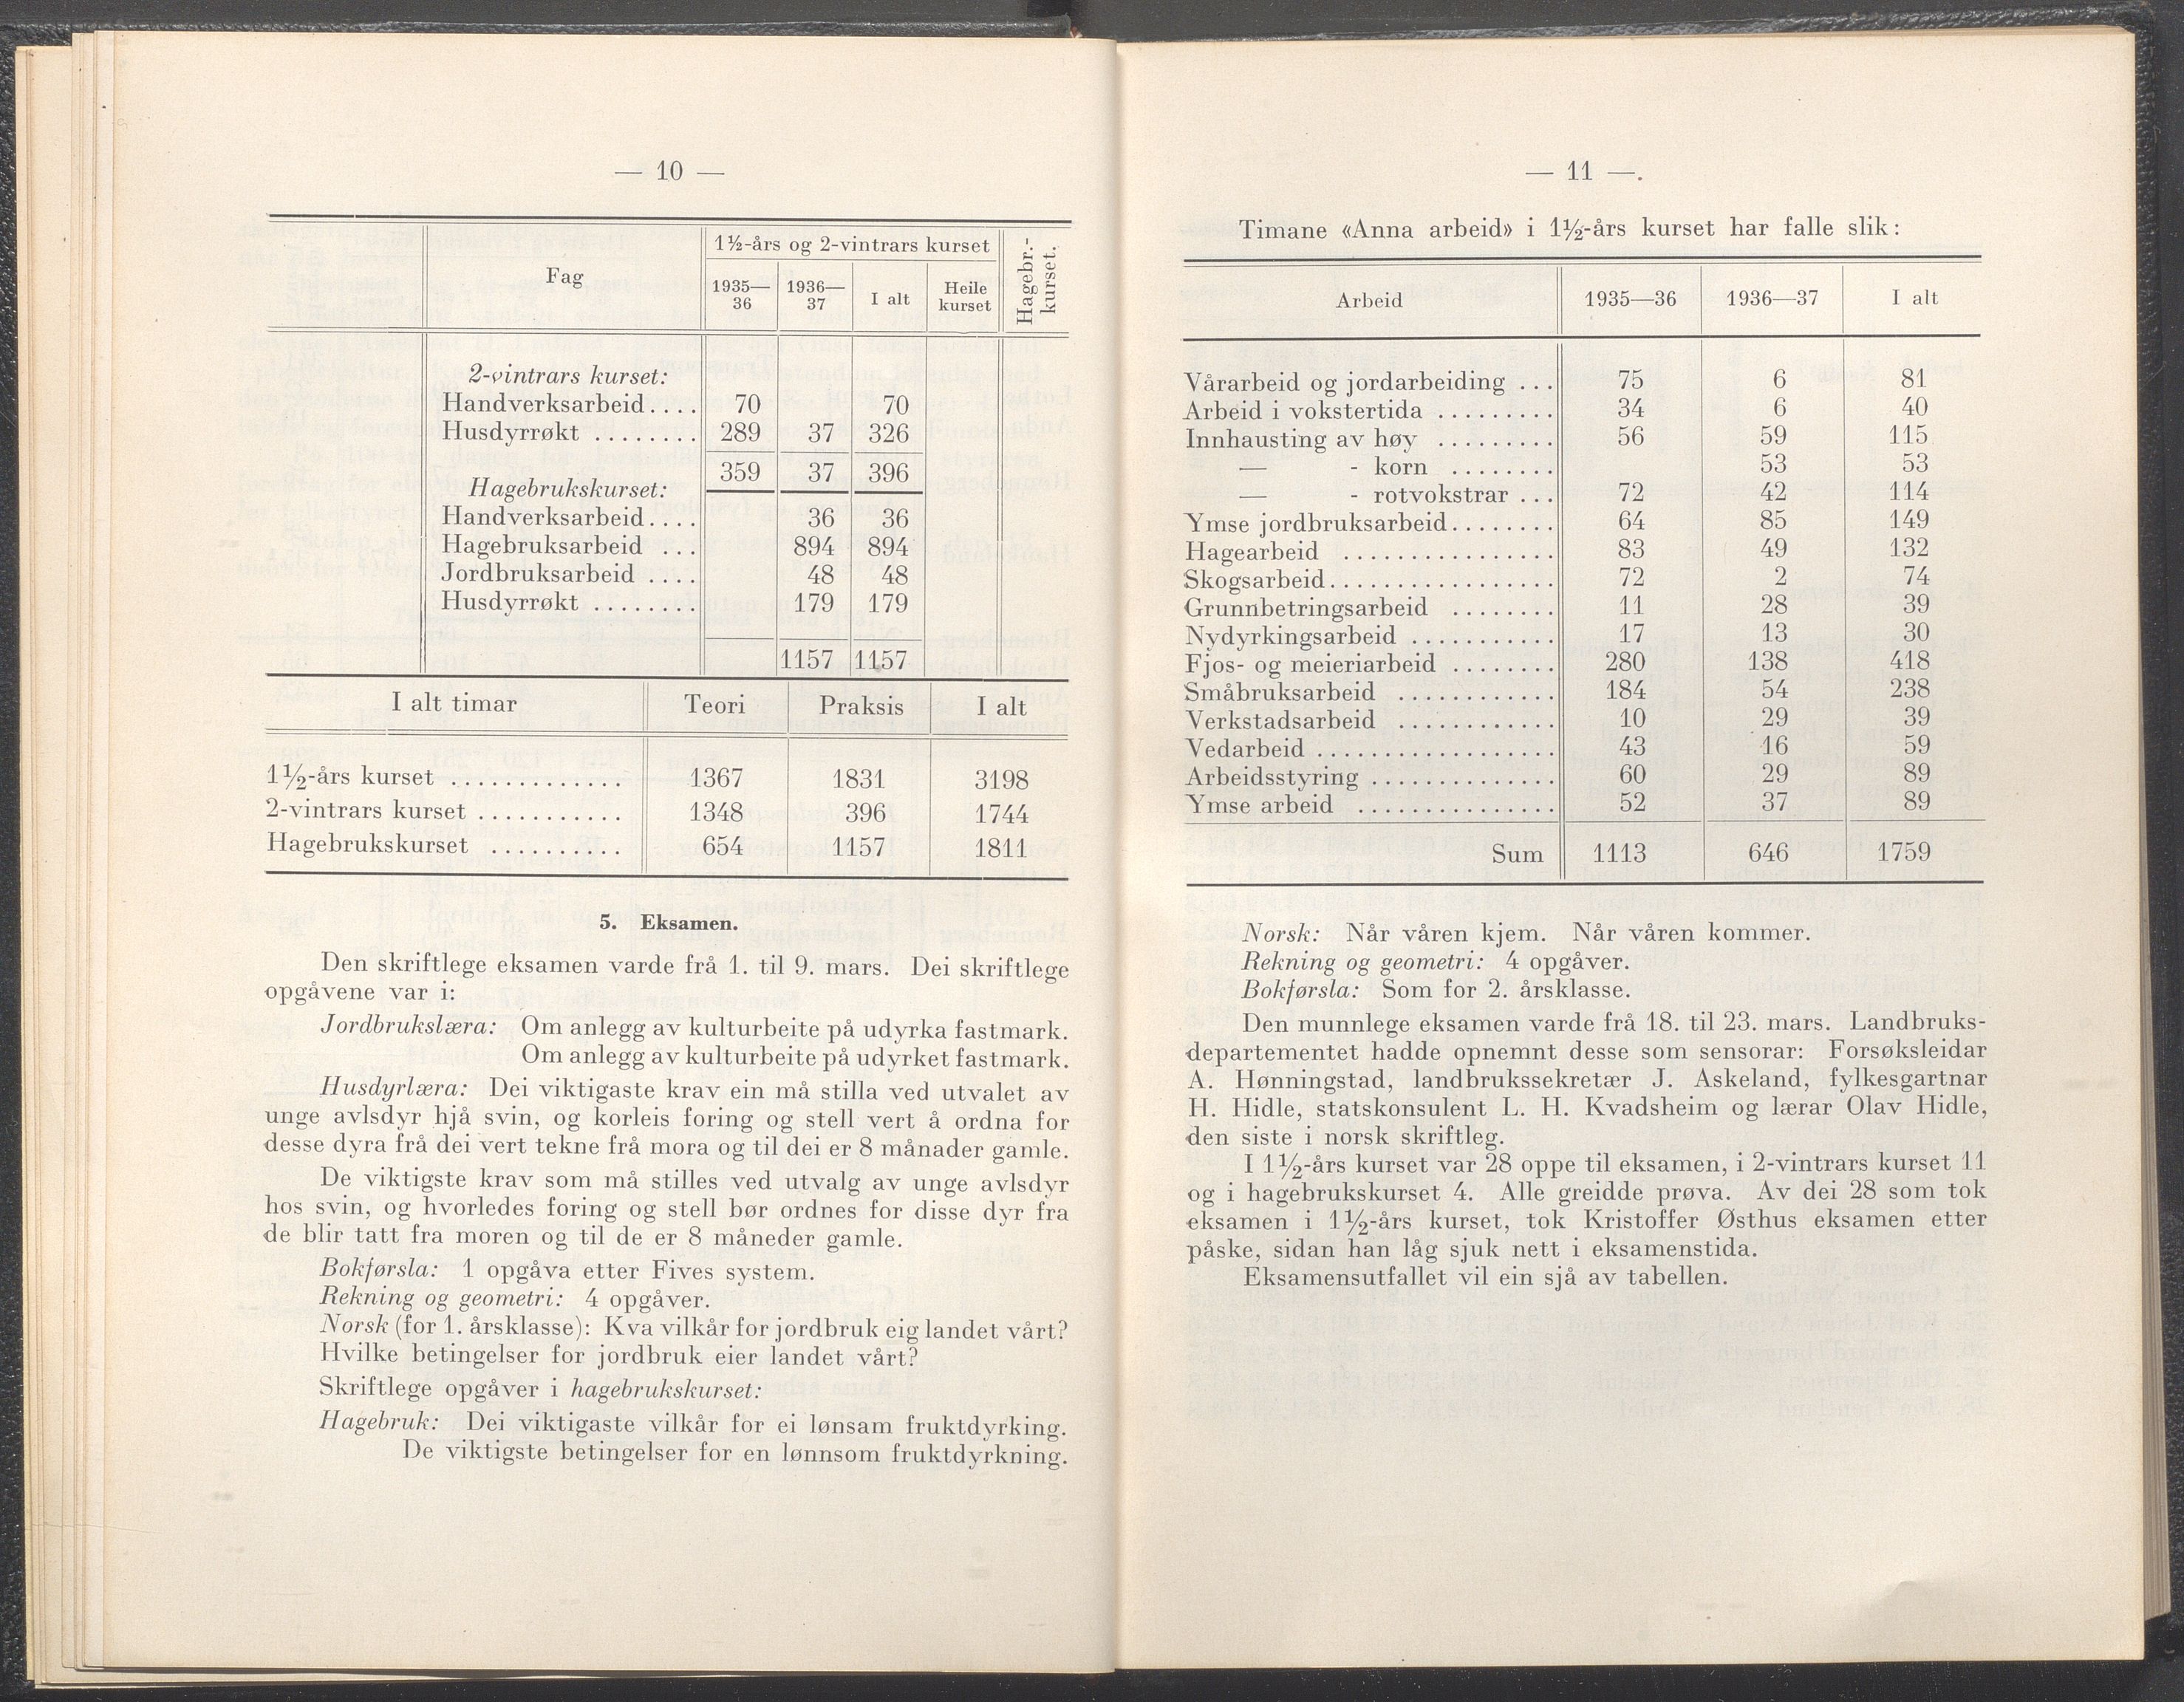 — 10 —
Fag
1½-års og 2-vintrars kurset
Hagebr.-
kurset.
1935—
36
1936—
37
I alt
Heile
kurset
2-vintrars kurset:
Handverksarbeid.... 70 70
Husdyrrøkt ........ 289 37 326
359 37 396
Hagebrukskurset:
Handverksarbeid.... 36 36
Hagebruksarbeid ... 894 894
Jordbruksarbeid .... 48 48
Husdyrrøkt ........ 179 179
1157 1157
I alt timar Teori Praksis I alt
1½-års kurset ............. 1367 1831 3198
2-vintrars kurset ........... 1348 396 1744
Hagebrukskurset .......... 654 1157 1811
5. Eksamen.
Den skriftlege eksamen varde frå 1. til 9. mars. Dei skriftlege
opgåvene var i:
Jordbrukslæra: Om anlegg av kulturbeite på udyrka fastmark.
Om anlegg av kulturbeite på udyrket fastmark.
Husdyrlæra: Dei viktigaste krav ein må stilla ved utvalet av
unge avlsdyr hjå svin, og korleis foring og stell vert å ordna for
desse dyra frå dei vert tekne frå mora og til dei er 8 månader gamle.
De viktigste krav som må stilles ved utvalg av unge avlsdyr
hos svin, og hvorledes foring og stell bør ordnes for disse dyr fra
de blir tatt fra moren og til de er 8 måneder gamle.
Bokførsla: 1 opgåva etter Fives system.
Rekning og geometri: 4 opgåver.
Norsk (for 1. årsklasse): Kva vilkår for jordbruk eig landet vårt?
Hvilke betingelser for jordbruk eier landet vårt?
Skriftlege opgåver i hagebrukskurset:
Hagebruk: Dei viktigaste vilkår for ei lønsam fruktdyrking.
De viktigste betingelser for en lønnsom fruktdyrkning.
— 11 —.
Timane «Anna arbeid» i 1½-års kurset har falle slik:
Arbeid 1935—36 1936—37 I alt
Vårarbeid og jordarbeiding ... 75 6 81
Arbeid i vokstertida ......... 34 6 40
Innhausting av høy ......... 56 59 115
— - korn ........ 53 53
— - rotvokstrar ... 72 42 114
Ymse jordbruksarbeid........ 64 85 149
Hagearbeid ................ 83 49 132
Skogsarbeid................. 72 2 74
Grunnbetringsarbeid ........ 11 28 39
Nydyrkingsarbeid ........... 17 13 30
Fjos- og meieriarbeid ........ 280 138 418
Småbruksarbeid ............ 184 54 238
Verkstadsarbeid ............ 10 29 39
Vedarbeid .................. 43 16 59
Arbeidsstyring .............. 60 29 89
Ymse arbeid ............... 52 37 89
Sum 1113 646 1759
Norsk: Når våren kjem. Når våren kommer.
Rekning og geometri: 4 opgåver.
Bokførsla: Som for 2. årsklasse.
Den munnlege eksamen varde frå 18. til 23. mars. Landbruks-
departementet hadde opnemnt desse som sensorar: Forsøksleidar
A. Hønningstad, landbrukssekretær J. Askeland, fylkesgartnar
H. Hidle, statskonsulent L. H. Kvadsheim og lærar Olav Hidle,
den siste i norsk skriftleg.
I 1½-års kurset var 28 oppe til eksamen, i 2-vintrars kurset 11
og i hagebrukskurset 4. Alle greidde prøva. Av dei 28 som tok
eksamen i 1½-års kurset, tok Kristoffer Østhus eksamen etter
påske, sidan han låg sjuk nett i eksamenstida.
Eksamensutfallet vil ein sjå av tabellen.